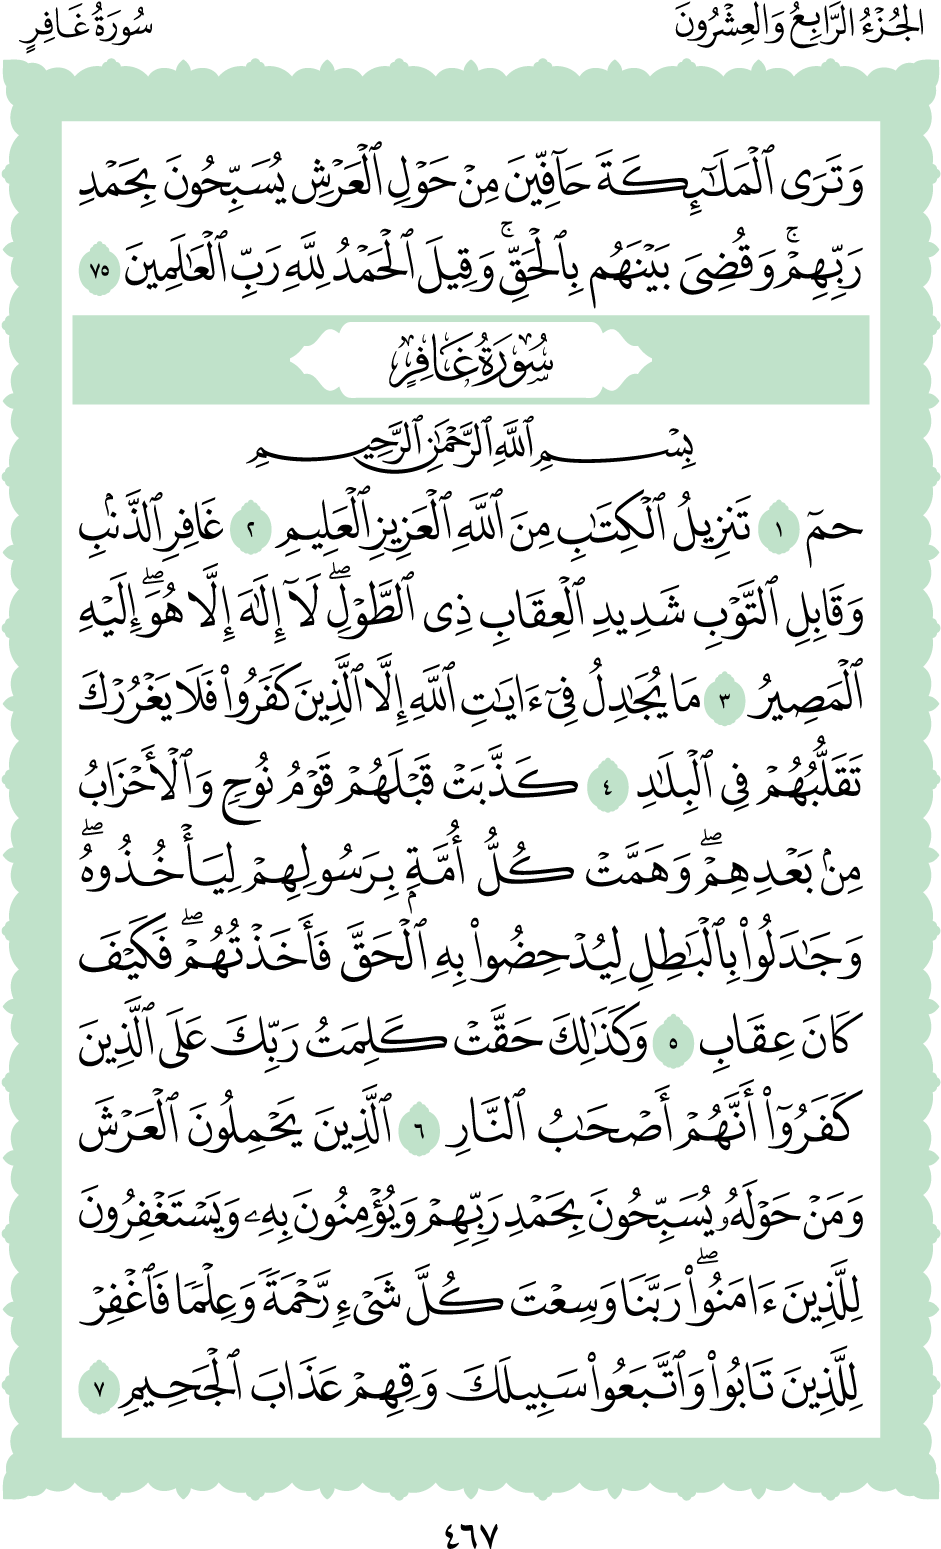 الجُزْءُ الرَّابِعُ وَالعِشْرُونَ
سُورَةُ غَافِرٍ
وَتَرَى ٱلْمَلَٰٓئِكَةَ حَآفِّينَ مِنْ حَوْلِ ٱلْعَرْشِ يُسَبِّحُونَ بِحَمْدِ
رَبِّهِمْۚ وَقُضِىَ بَيْنَهُم بِٱلْحَقِّۚ وَقِيلَ ٱلْحَمْدُ لِلَّهِ رَبِّ ٱلْعَٰلَمِينَ ٧٥
سُورَةُ غَافِرٍ
بِسْمِ ٱللَّهِ ٱلرَّحْمَٰنِ ٱلرَّحِيمِ
حمٓ ١ تَنزِيلُ ٱلْكِتَٰبِ مِنَ ٱللَّهِ ٱلْعَزِيزِ ٱلْعَلِيمِ ٢ غَافِرِ ٱلذَّنۢبِ
وَقَابِلِ ٱلتَّوْبِ شَدِيدِ ٱلْعِقَابِ ذِى ٱلطَّوْلِۖ لَآ إِلَٰهَ إِلَّا هُوَۖ إِلَيْهِ
ٱلْمَصِيرُ ٣ مَا يُجَٰدِلُ فِىٓ ءَايَٰتِ ٱللَّهِ إِلَّا ٱلَّذِينَ كَفَرُوا۟ فَلَا يَغْرُرْكَ
تَقَلُّبُهُمْ فِى ٱلْبِلَٰدِ ٤ كَذَّبَتْ قَبْلَهُمْ قَوْمُ نُوحٍ وَٱلْأَحْزَابُ
مِنۢ بَعْدِهِمْۖ وَهَمَّتْ كُلُّ أُمَّةٍۭ بِرَسُولِهِمْ لِيَأْخُذُوهُۖ
وَجَٰدَلُوا۟ بِٱلْبَٰطِلِ لِيُدْحِضُوا۟ بِهِ ٱلْحَقَّ فَأَخَذْتُهُمْۖ فَكَيْفَ
كَانَ عِقَابِ ٥ وَكَذَٰلِكَ حَقَّتْ كَلِمَتُ رَبِّكَ عَلَى ٱلَّذِينَ
كَفَرُوٓا۟ أَنَّهُمْ أَصْحَٰبُ ٱلنَّارِ ٦ ٱلَّذِينَ يَحْمِلُونَ ٱلْعَرْشَ
وَمَنْ حَوْلَهُۥ يُسَبِّحُونَ بِحَمْدِ رَبِّهِمْ وَيُؤْمِنُونَ بِهِۦ وَيَسْتَغْفِرُونَ
لِلَّذِينَ ءَامَنُوا۟ۖ رَبَّنَا وَسِعْتَ كُلَّ شَىْءٍ رَّحْمَةً وَعِلْمًا فَٱغْفِرْ
لِلَّذِينَ تَابُوا۟ وَٱتَّبَعُوا۟ سَبِيلَكَ وَقِهِمْ عَذَابَ ٱلْجَحِيمِ ٧
٤٦٧